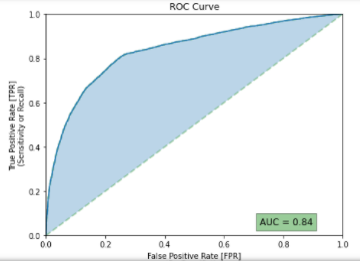 ROC Curve
1.0
0.8
0.6
0.4
0.2
0.0
True Positive Rate [TPR]
(Sensitivity or Recall)
AUC = 0.84
0.0 0.2 0.4 0.6 0.8 1.0
False Positive Rate [FPR]